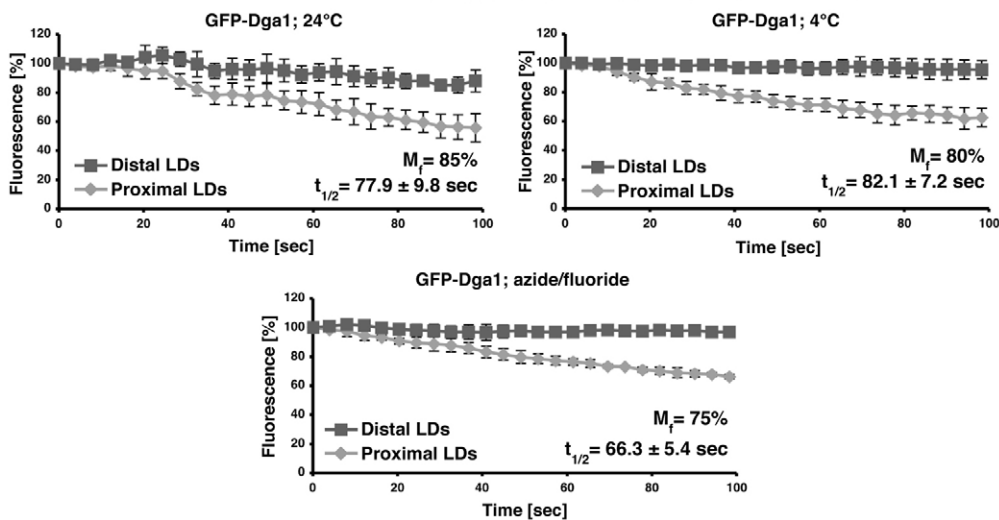 GFP-Dga1; 24°C
Fluorescence [%]
120
100
80
60
40
20
0
Distal LDs
Proximal LDs
Mf= 85%
t1/2= 77.9 ± 9.8 sec
0 20 40 60 80 100
Time [sec]
GFP-Dga1; 4°C
Fluorescence [%]
120
100
80
60
40
20
0
Distal LDs
Proximal LDs
Mf= 80%
t1/2= 82.1 ± 7.2 sec
0 20 40 60 80 100
Time [sec]
GFP-Dga1; azide/fluoride
Fluorescence [%]
120
100
80
60
40
20
0
Distal LDs
Proximal LDs
Mf= 75%
t1/2= 66.3 ± 5.4 sec
0 20 40 60 80 100
Time [sec]